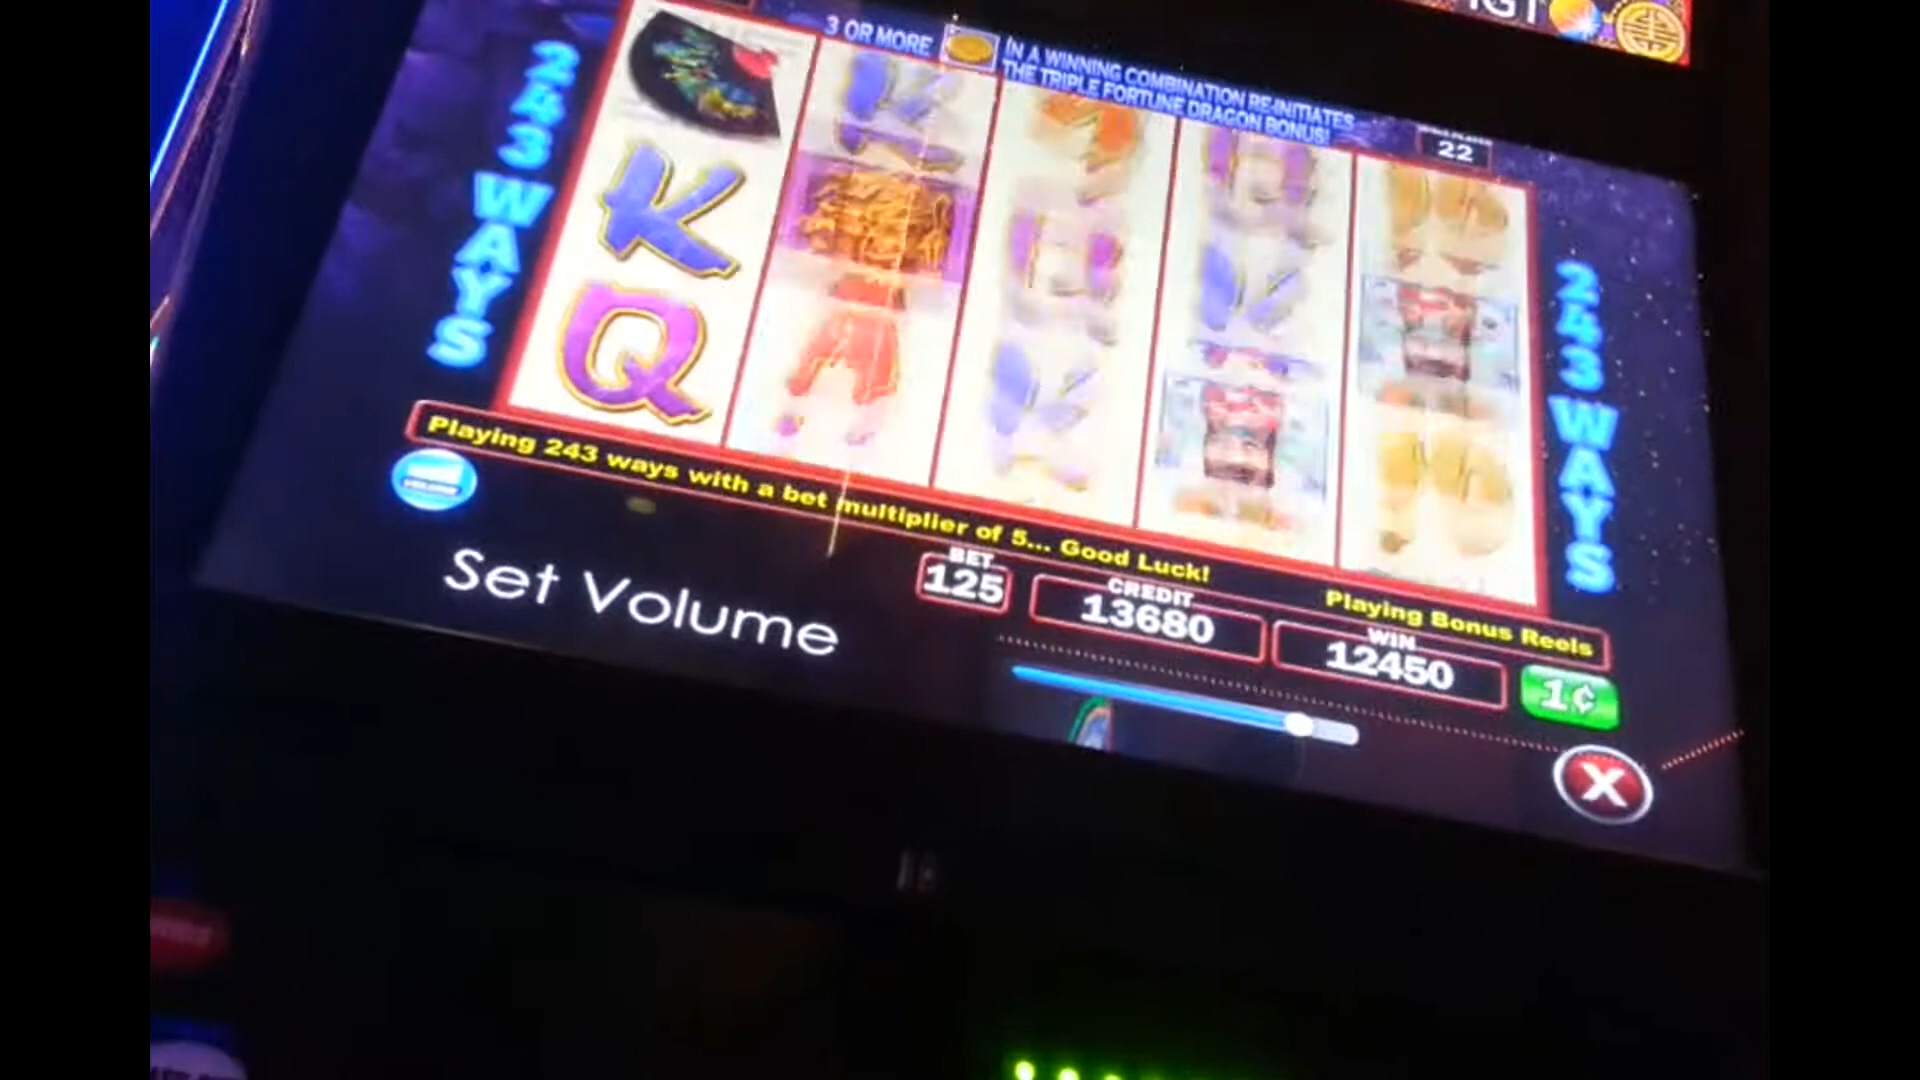 IGT
3 OR MORE
IN A WINNING COMBINATION RE-INITIATES
THE TRIPLE FORTUNE DRAGON BONUS!
22
243 WAYS
243 WAYS
K
Q
Playing 243 ways with a bet multiplier of 5... Good Luck!
Playing Bonus Reels
VOLUME
Set Volume
BET
125
CREDIT
13680
WIN
12450
1¢
X